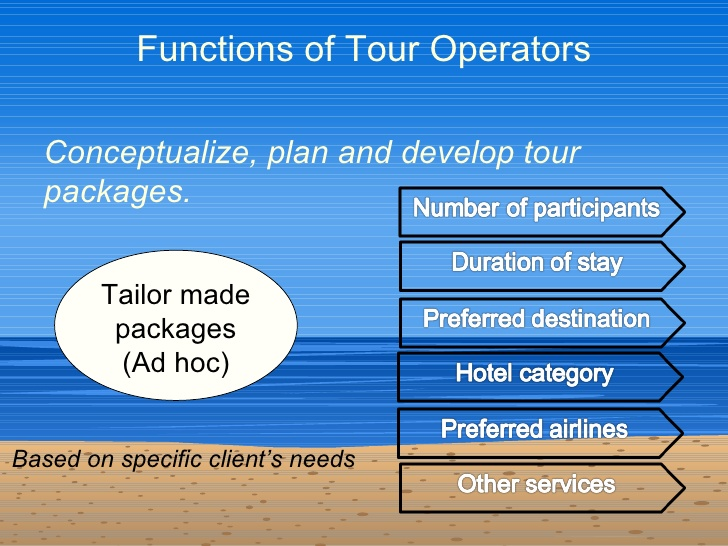 Functions of Tour Operators
Conceptualize, plan and develop tour
packages.
Number of participants
Duration of stay
Preferred destination
Hotel category
Preferred airlines
Other services
Tailor made
packages
(Ad hoc)
Based on specific client’s needs